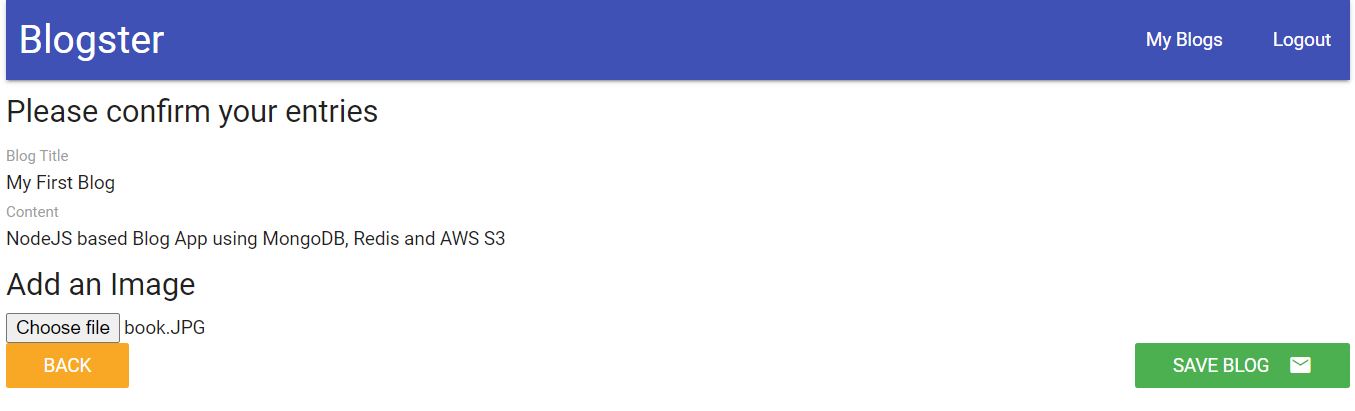 Blogster My Blogs Logout
Please confirm your entries
Blog Title
My First Blog
Content
NodeJS based Blog App using MongoDB, Redis and AWS S3
Add an Image
Choose file book.JPG
BACK SAVE BLOG